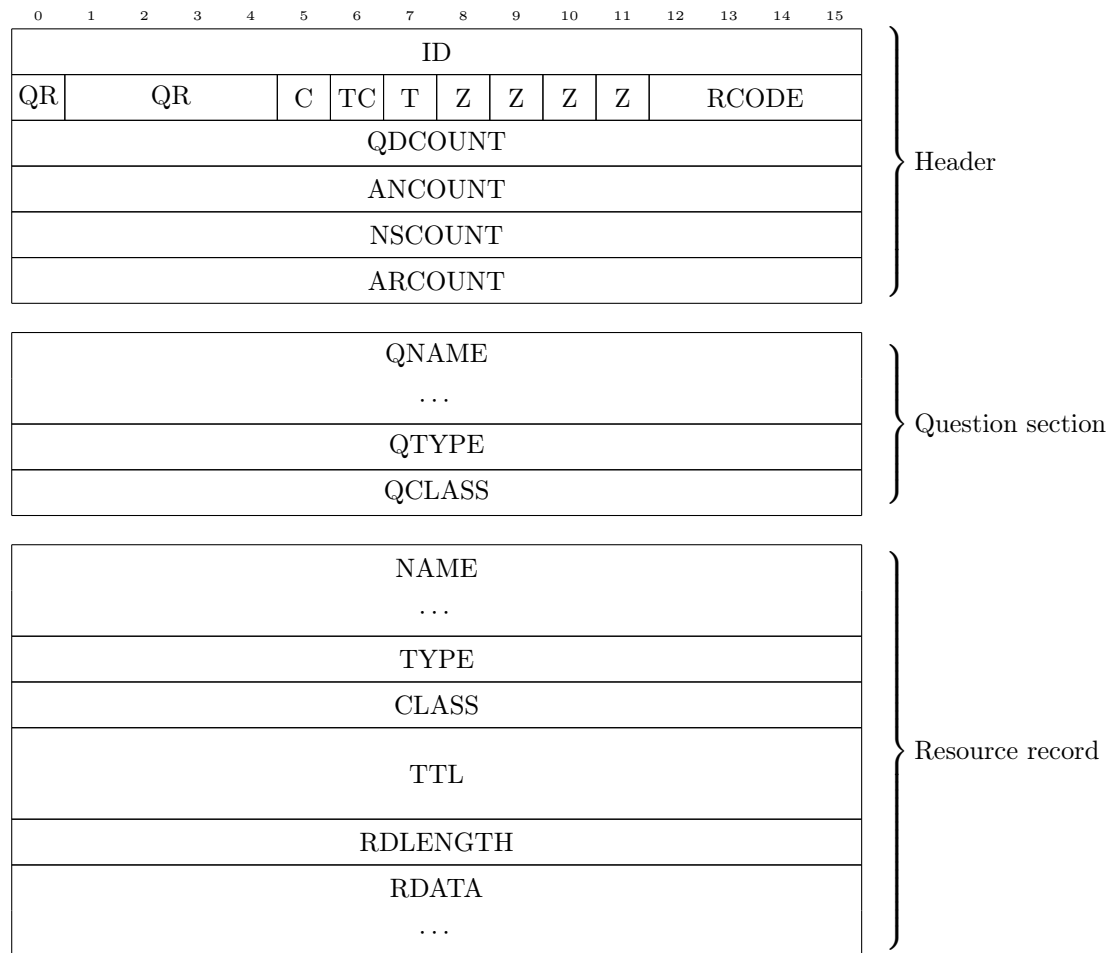 0 1 2 3 4 5 6 7 8 9 10 11 12 13 14 15
ID
QR QR C TC T Z Z Z Z RCODE
QDCOUNT
ANCOUNT
NSCOUNT
ARCOUNT
Header
QNAME
...
QTYPE
QCLASS
Question section
NAME
...
TYPE
CLASS
TTL
RDLENGTH
RDATA
...
Resource record